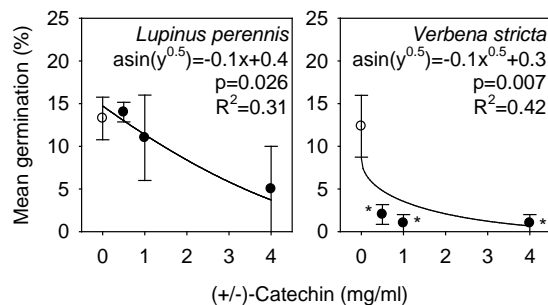 Lupinus perennis
asin(y^0.5)=-0.1x+0.4
p=0.026
R²=0.31
Verbena stricta
asin(y^0.5)=-0.1x^0.5+0.3
p=0.007
R²=0.42
Mean germination (%)
25
20
15
10
5
0
25
20
15
10
5
0
* * *
0 1 2 3 4
0 1 2 3 4
(+/-)-Catechin (mg/ml)